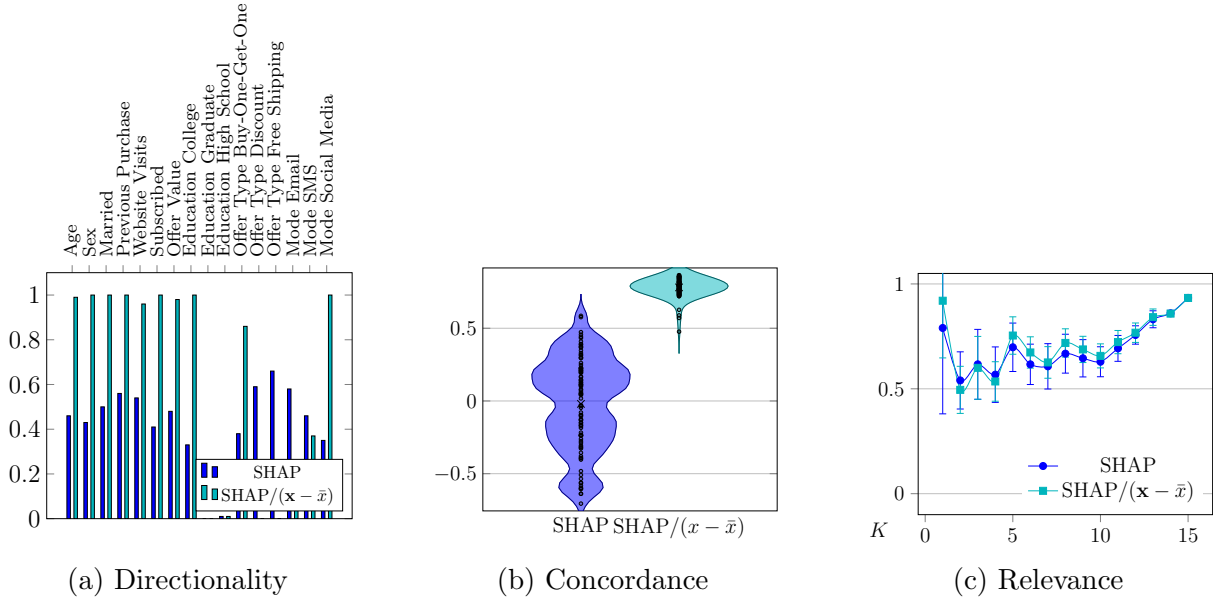 Age
Sex
Married
Previous Purchase
Website Visits
Subscribed
Offer Value
Education College
Education Graduate
Education High School
Offer Type Buy-One-Get-One
Offer Type Discount
Offer Type Free Shipping
Mode Email
Mode SMS
Mode Social Media
1
0.8
0.6
0.4
0.2
0
SHAP
SHAP/(x − x̄)
(a) Directionality
0.5
0
−0.5
SHAP SHAP/(x − x̄)
(b) Concordance
1
0.5
0
SHAP
SHAP/(x − x̄)
K 0 5 10 15
(c) Relevance